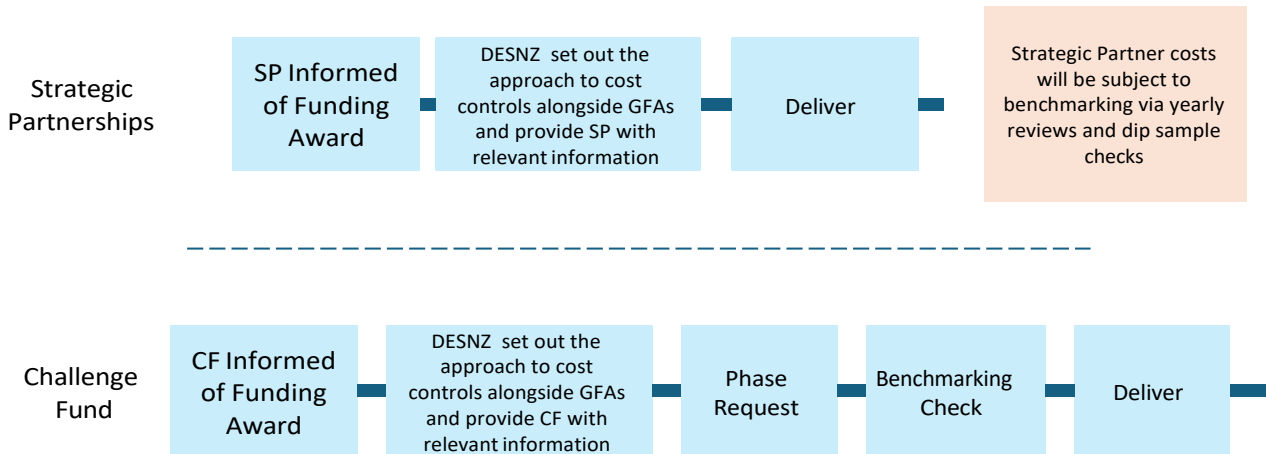 Strategic
Partnerships
SP Informed
of Funding
Award
DESNZ set out the
approach to cost
controls alongside GFAs
and provide SP with
relevant information
Deliver
Strategic Partner costs
will be subject to
benchmarking via yearly
reviews and dip sample
checks
Challenge
Fund
CF Informed
of Funding
Award
DESNZ set out the
approach to cost
controls alongside GFAs
and provide CF with
relevant information
Phase
Request
Benchmarking
Check
Deliver